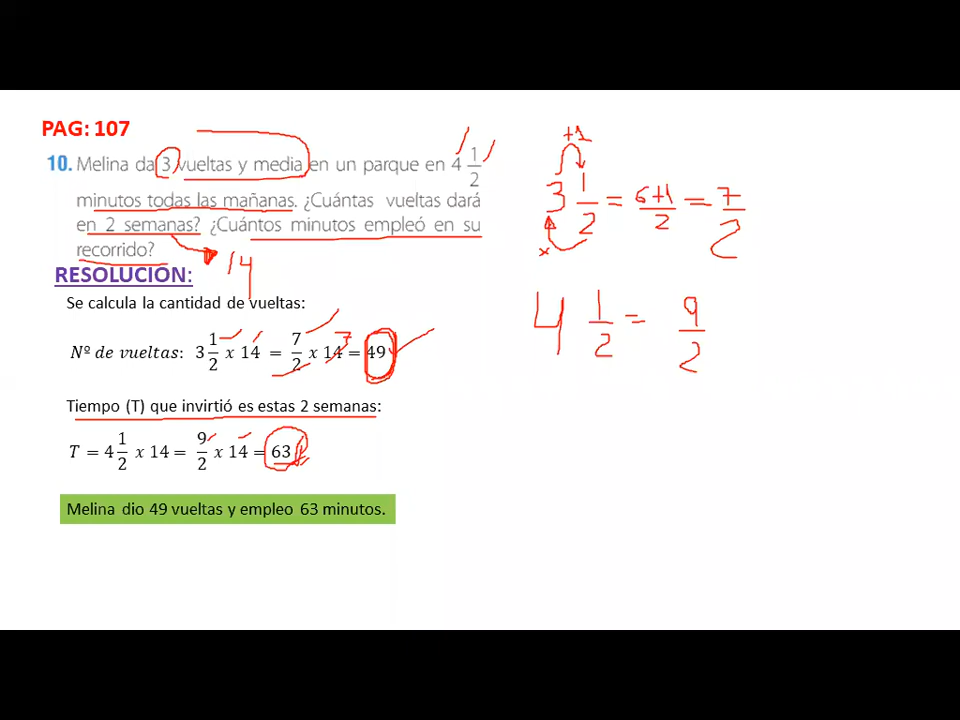 PAG: 107
10. Melina da 3 vueltas y media en un parque en 4 1/2
minutos todas las mañanas. ¿Cuántas vueltas dará
en 2 semanas? ¿Cuántos minutos empleó en su
recorrido?
14
RESOLUCION:
Se calcula la cantidad de vueltas:
Nº de vueltas: 3 1/2 x 14 = 7/2 x 14 = 49
7
Tiempo (T) que invirtió es estas 2 semanas:
T = 4 1/2 x 14 = 9/2 x 14 = 63
Melina dio 49 vueltas y empleo 63 minutos.
+1
3 1/2 = 6+1/2 = 7/2
x
4 1/2 = 9/2